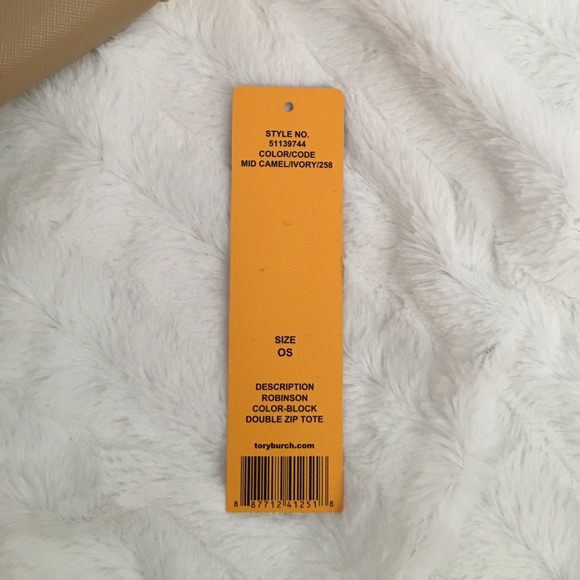 STYLE NO.
51139744
COLOR/CODE
MID CAMEL/IVORY/258
SIZE
OS
DESCRIPTION
ROBINSON
COLOR-BLOCK
DOUBLE ZIP TOTE
toryburch.com
8 87712 41251 8